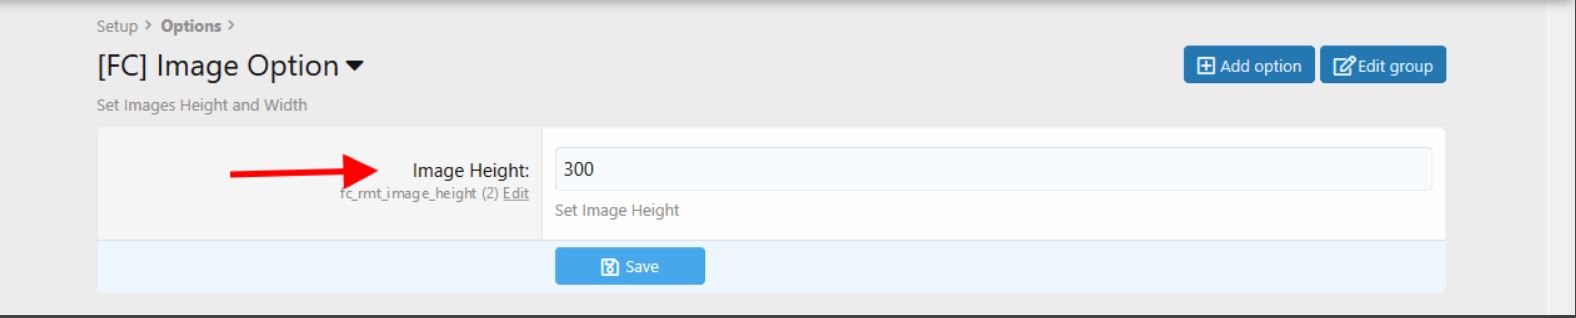 Setup > Options >
[FC] Image Option
Add option
Edit group
Set Images Height and Width
Image Height:
300
fc_rmt_image_height (2) Edit
Set Image Height
Save